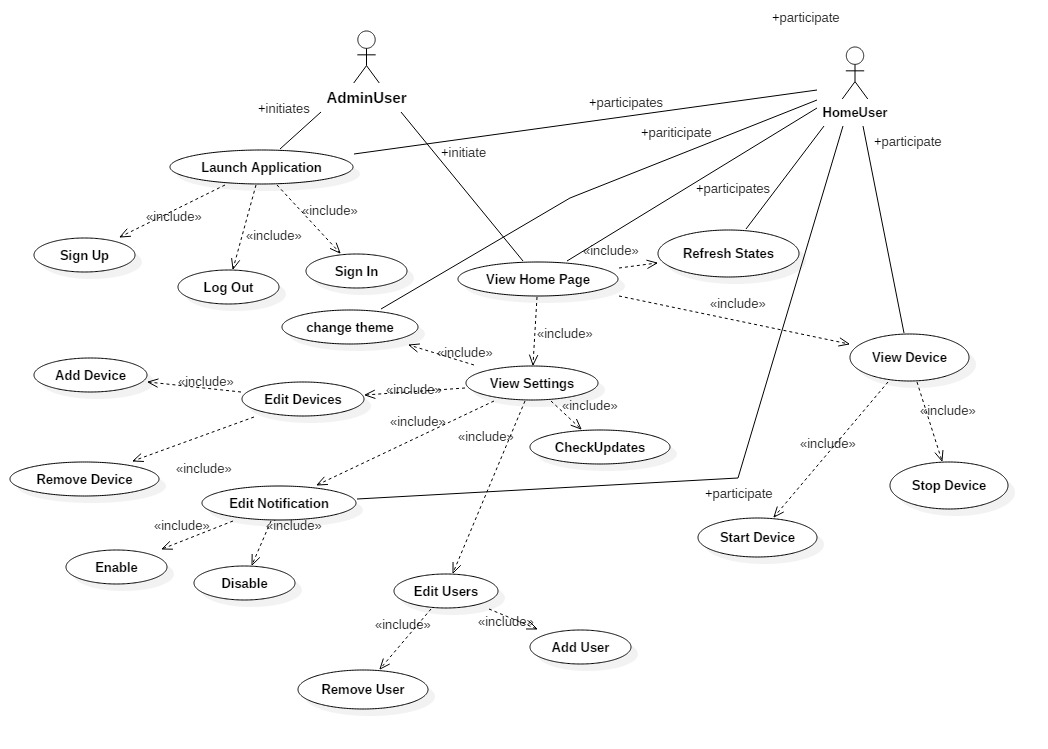 +participate
AdminUser
+initiates
+participates
HomeUser
+pariticipate
+participate
+initiate
Launch Application
+participates
«include»
«include»
«include»
«include»
Sign Up
Log Out
Sign In
View Home Page
«include»
Refresh States
«include»
change theme
«include»
«include»
View Device
Add Device
«include»
Edit Devices
«include»
View Settings
«include»
«include»
«include»
«include»
«include»
CheckUpdates
Remove Device
«include»
Edit Notification
+participate
Stop Device
«include»
«include»
Start Device
Enable
Disable
Edit Users
«include»
«include»
Add User
Remove User